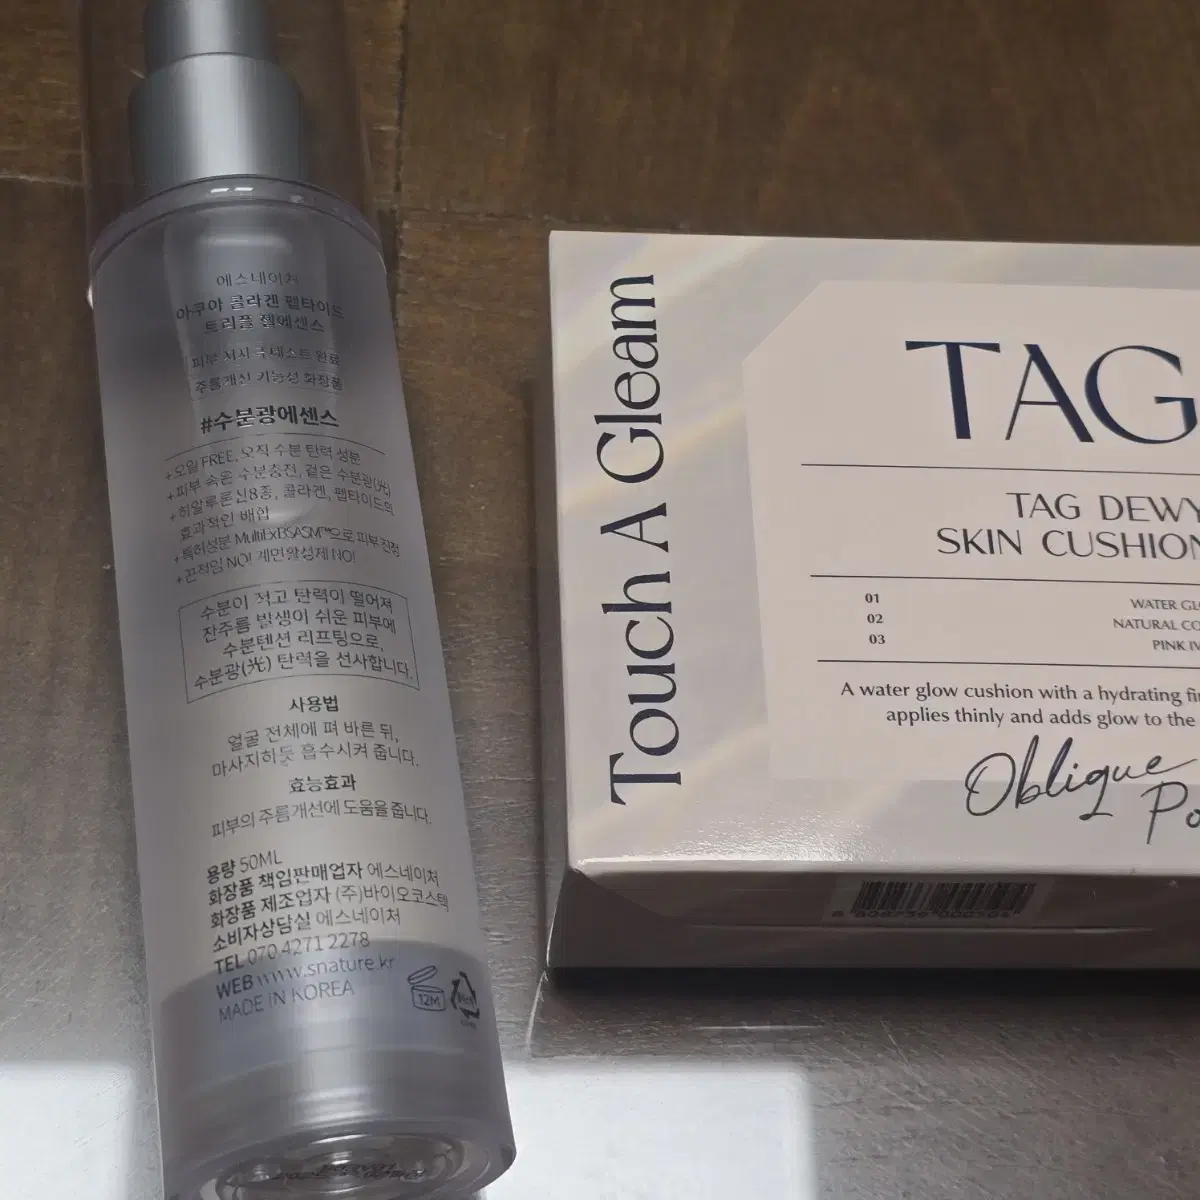 에스네이처
아쿠아 콜라겐 펩타이드
트리플 젤에센스
피부 저자극 테스트 완료
주름개선 기능성 화장품
#수분광에센스
+오일 FREE, 오직 수분 탄력 성분
+피부 속은 수분충전, 겉은 수분광(光)
+히알루론산8종, 콜라겐, 펩타이드의
효과적인 배합
+특허성분 MultiExBSASM™으로 피부진정
+끈적임 NO! 계면활성제 NO!
수분이 적고 탄력이 떨어져
잔주름 발생이 쉬운 피부에
수분텐션 리프팅으로,
수분광(光) 탄력을 선사합니다.
사용법
얼굴 전체에 펴 바른 뒤,
마사지하듯 흡수시켜 줍니다.
효능효과
피부의 주름개선에 도움을 줍니다.
용량 50ML
화장품 책임판매업자 에스네이쳐
화장품 제조업자 (주)바이오코스텍
소비자상담실 에스네이쳐
TEL 070 4271 2278
WEB www.snature.kr
MADE IN KOREA
12M
Touch A Gleam
TAG
TAG DEWY
SKIN CUSHION
01 WATER GL
02 NATURAL CO
03 PINK IV
A water glow cushion with a hydrating fi
applies thinly and adds glow to the
Oblique
Po